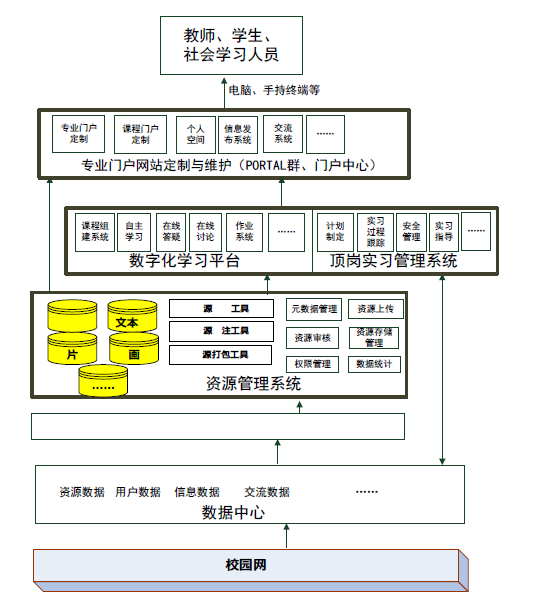 教师、学生、
社会学习人员
电脑、手持终端等
专业门户
定制
课程门户
定制
个人
空间
信息发
布系统
交流
系统
……
专业门户网站定制与维护（PORTAL群、门户中心）
课程组
建系统
自主
学习
在线
答疑
在线
讨论
作业
系统
……
数字化学习平台
计划
制定
实习
过程
跟踪
安全
管理
实习
指导
……
顶岗实习管理系统
文本
片
画
……
源 工具
源 注工具
源打包工具
元数据管理
资源上传
资源审核
资源存储
管理
权限管理
数据统计
资源管理系统
资源数据 用户数据 信息数据 交流数据 ……
数据中心
校园网